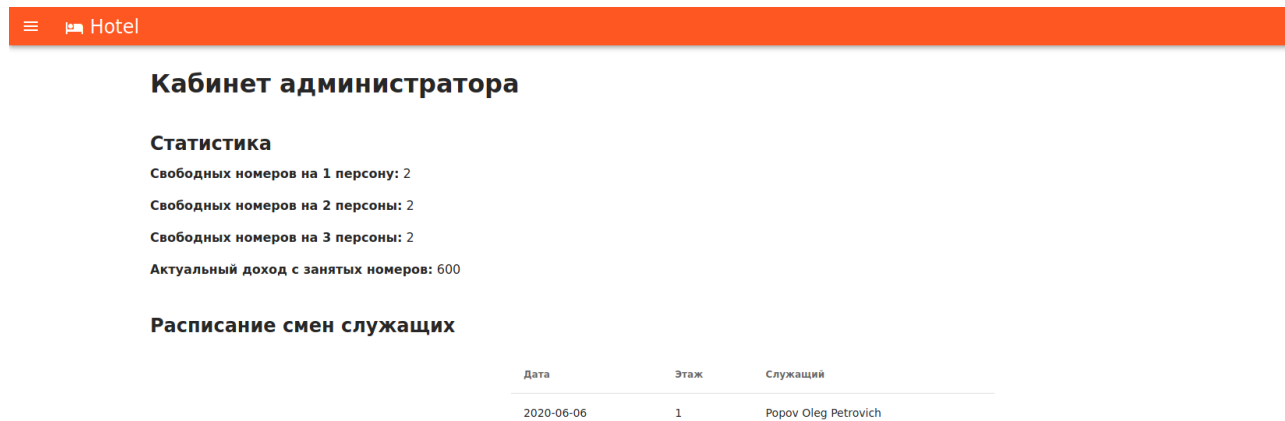 Hotel
Кабинет администратора
Статистика
Свободных номеров на 1 персону: 2
Свободных номеров на 2 персоны: 2
Свободных номеров на 3 персоны: 2
Актуальный доход с занятых номеров: 600
Расписание смен служащих
Дата Этаж Служащий
2020-06-06 1 Popov Oleg Petrovich